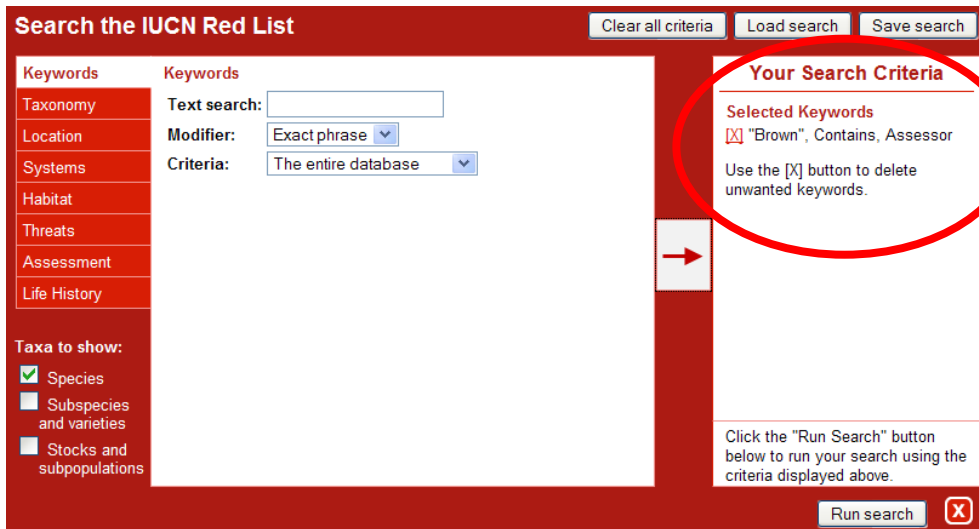 Search the IUCN Red List
Clear all criteria
Load search
Save search
Keywords
Taxonomy
Location
Systems
Habitat
Threats
Assessment
Life History
Taxa to show:
Species
Subspecies
and varieties
Stocks and
subpopulations
Keywords
Text search:
Modifier: Exact phrase
Criteria: The entire database
Your Search Criteria
Selected Keywords
[X] "Brown", Contains, Assessor
Use the [X] button to delete
unwanted keywords.
Click the "Run Search" button
below to run your search using the
criteria displayed above.
Run search
X